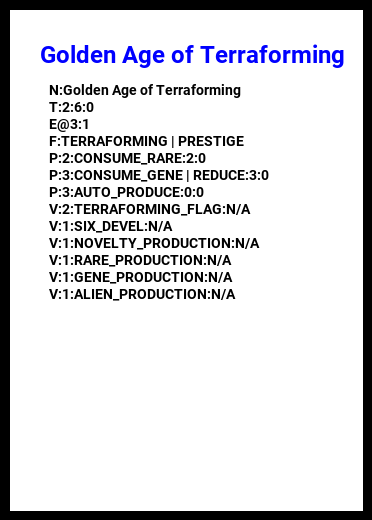 Golden Age of Terraforming
N:Golden Age of Terraforming
T:2:6:0
E@3:1
F:TERRAFORMING | PRESTIGE
P:2:CONSUME_RARE:2:0
P:3:CONSUME_GENE | REDUCE:3:0
P:3:AUTO_PRODUCE:0:0
V:2:TERRAFORMING_FLAG:N/A
V:1:SIX_DEVEL:N/A
V:1:NOVELTY_PRODUCTION:N/A
V:1:RARE_PRODUCTION:N/A
V:1:GENE_PRODUCTION:N/A
V:1:ALIEN_PRODUCTION:N/A